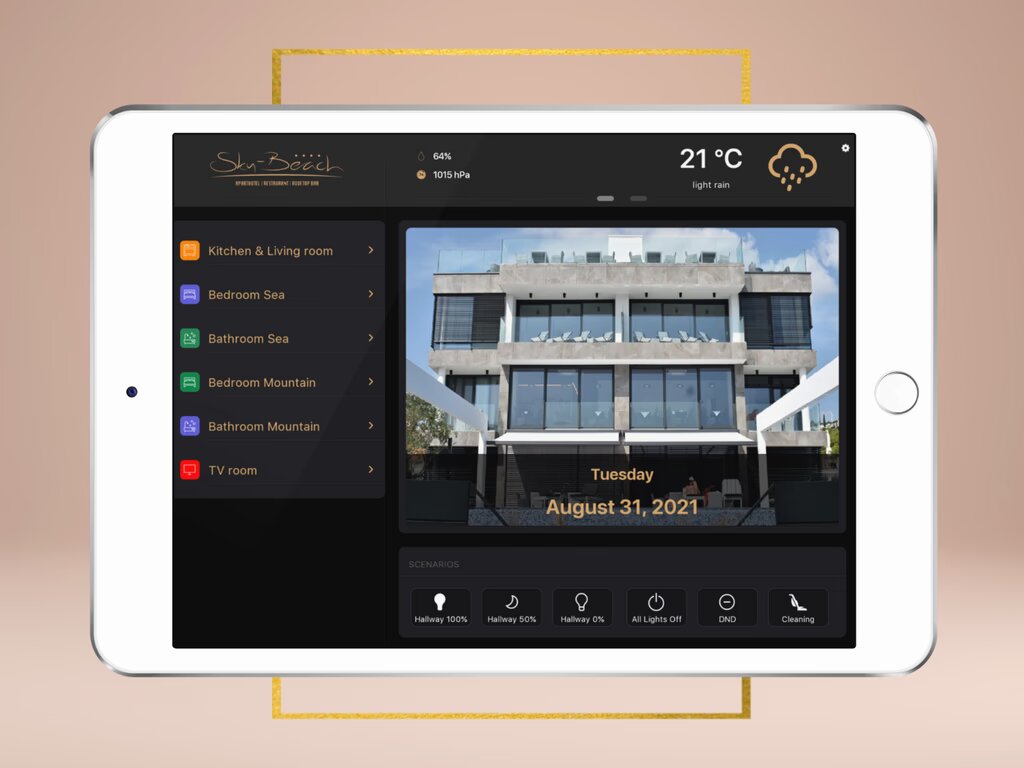 Sky-Beach
APARTHOTEL | RESTAURANT | ROOFTOP BAR
64%
1015 hPa
21 °C
light rain
Kitchen & Living room
Bedroom Sea
Bathroom Sea
Bedroom Mountain
Bathroom Mountain
TV room
Tuesday
August 31, 2021
SCENARIOS
Hallway 100%
Hallway 50%
Hallway 0%
All Lights Off
DND
Cleaning